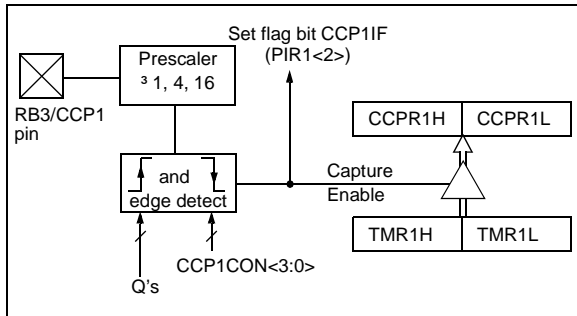 Set flag bit CCP1IF
(PIR1<2>)
Prescaler
³ 1, 4, 16
RB3/CCP1
pin
CCPR1H CCPR1L
and
edge detect
Capture
Enable
TMR1H TMR1L
CCP1CON<3:0>
Q's